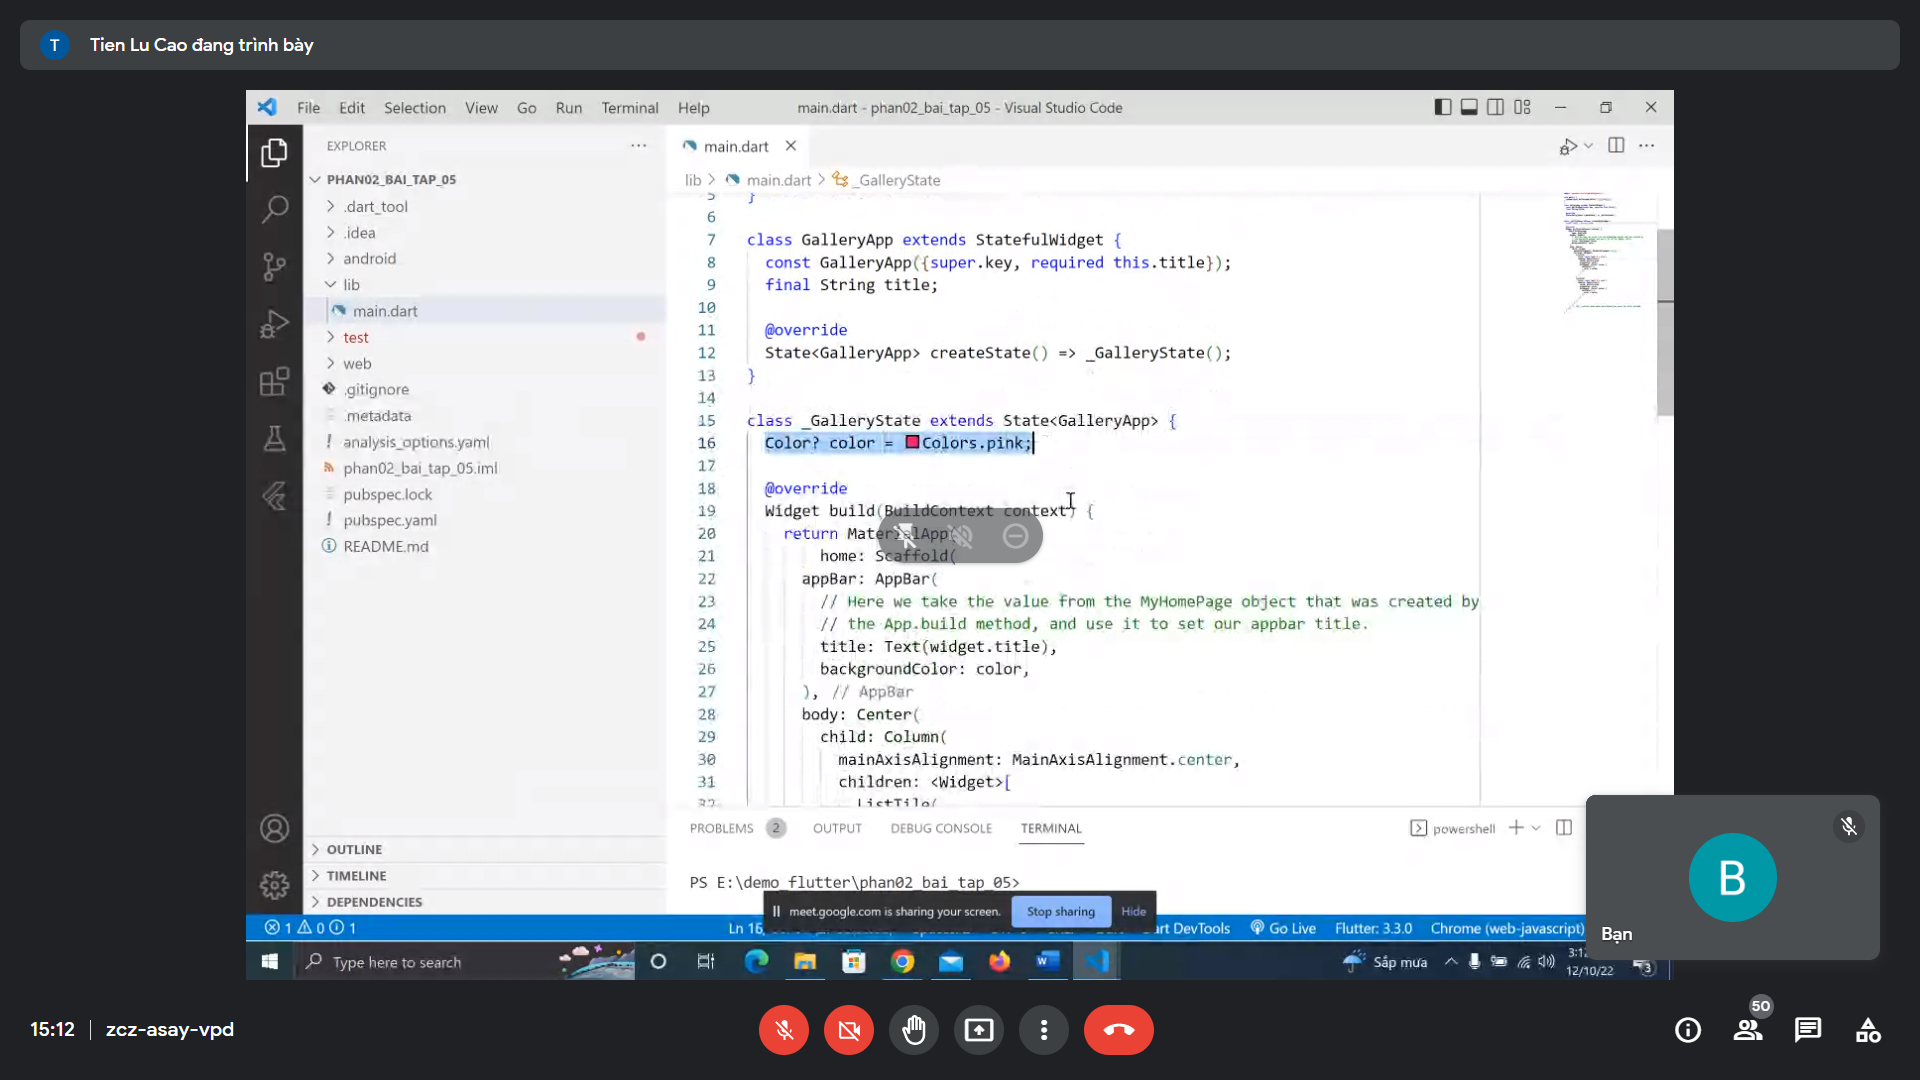 T Tien Lu Cao đang trình bày
File Edit Selection View Go Run Terminal Help
main.dart - phan02_bai_tap_05 - Visual Studio Code
EXPLORER
PHAN02_BAI_TAP_05
.dart_tool
.idea
android
lib
main.dart
test
web
.gitignore
.metadata
analysis_options.yaml
phan02_bai_tap_05.iml
pubspec.lock
pubspec.yaml
README.md
OUTLINE
TIMELINE
DEPENDENCIES
main.dart
lib > main.dart > _GalleryState
5 }
6
7 class GalleryApp extends StatefulWidget {
8 const GalleryApp({super.key, required this.title});
9 final String title;
10
11 @override
12 State<GalleryApp> createState() => _GalleryState();
13 }
14
15 class _GalleryState extends State<GalleryApp> {
16 Color? color = Colors.pink;
17
18 @override
19 Widget build(BuildContext context) {
20 return MaterialApp(
21 home: Scaffold(
22 appBar: AppBar(
23 // Here we take the value from the MyHomePage object that was created by
24 // the App.build method, and use it to set our appbar title.
25 title: Text(widget.title),
26 backgroundColor: color,
27 ), // AppBar
28 body: Center(
29 child: Column(
30 mainAxisAlignment: MainAxisAlignment.center,
31 children: <Widget>[
32 ListTile(
PROBLEMS 2 OUTPUT DEBUG CONSOLE TERMINAL
powershell
PS E:\demo_flutter\phan02_bai_tap_05>
meet.google.com is sharing your screen. Stop sharing Hide
1 0 1
Ln 16,
DevTools Go Live Flutter: 3.3.0 Chrome (web-javascript)
Type here to search
Sắp mưa
12/10/22
3
B
Bạn
15:12 | zcz-asay-vpd
50